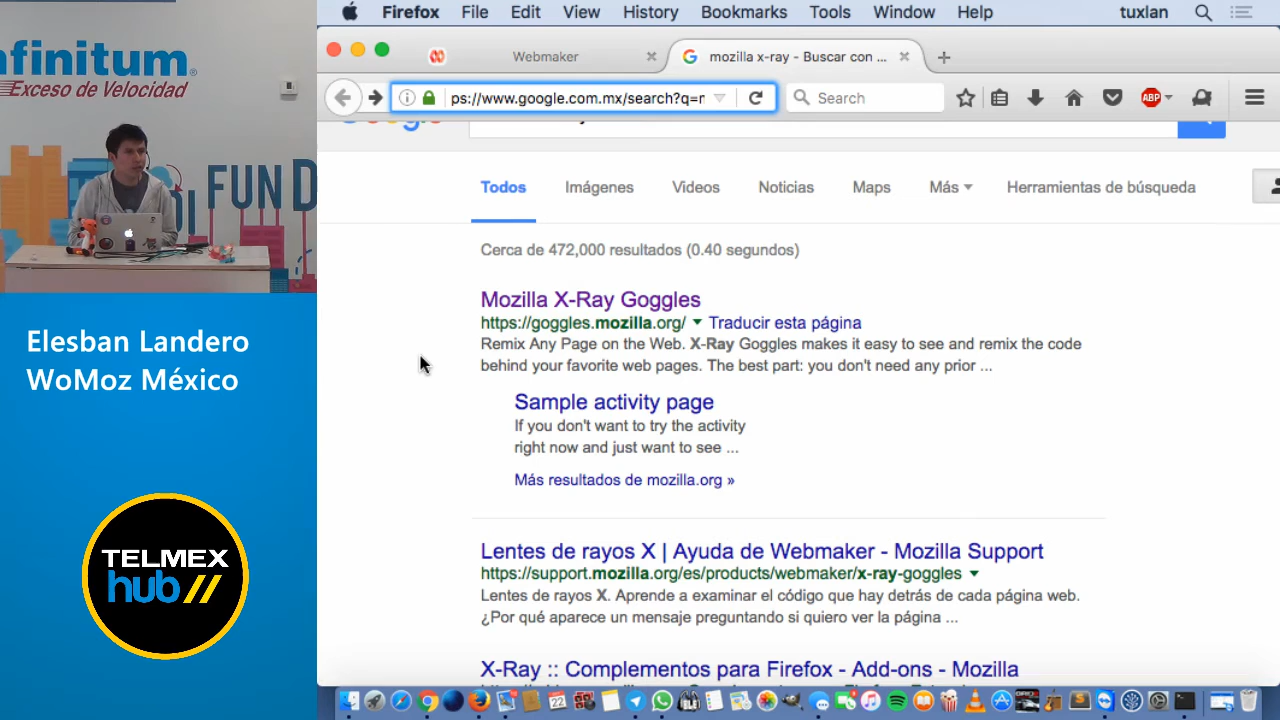 nfinitum®
Exceso de Velocidad
FUN D
Elesban Landero
WoMoz México
TELMEX
hub
Firefox File Edit View History Bookmarks Tools Window Help tuxlan
Webmaker
mozilla x-ray - Buscar con ...
ps://www.google.com.mx/search?q=r
Search
ABP
Todos Imágenes Videos Noticias Maps Más Herramientas de búsqueda
Cerca de 472,000 resultados (0.40 segundos)
Mozilla X-Ray Goggles
https://goggles.mozilla.org/ Traducir esta página
Remix Any Page on the Web. X-Ray Goggles makes it easy to see and remix the code
behind your favorite web pages. The best part: you don't need any prior ...
Sample activity page
If you don't want to try the activity
right now and just want to see ...
Más resultados de mozilla.org »
Lentes de rayos X | Ayuda de Webmaker - Mozilla Support
https://support.mozilla.org/es/products/webmaker/x-ray-goggles
Lentes de rayos X. Aprende a examinar el código que hay detrás de cada página web.
¿Por qué aparece un mensaje preguntando si quiero ver la página ...
X-Ray :: Complementos para Firefox - Add-ons - Mozilla